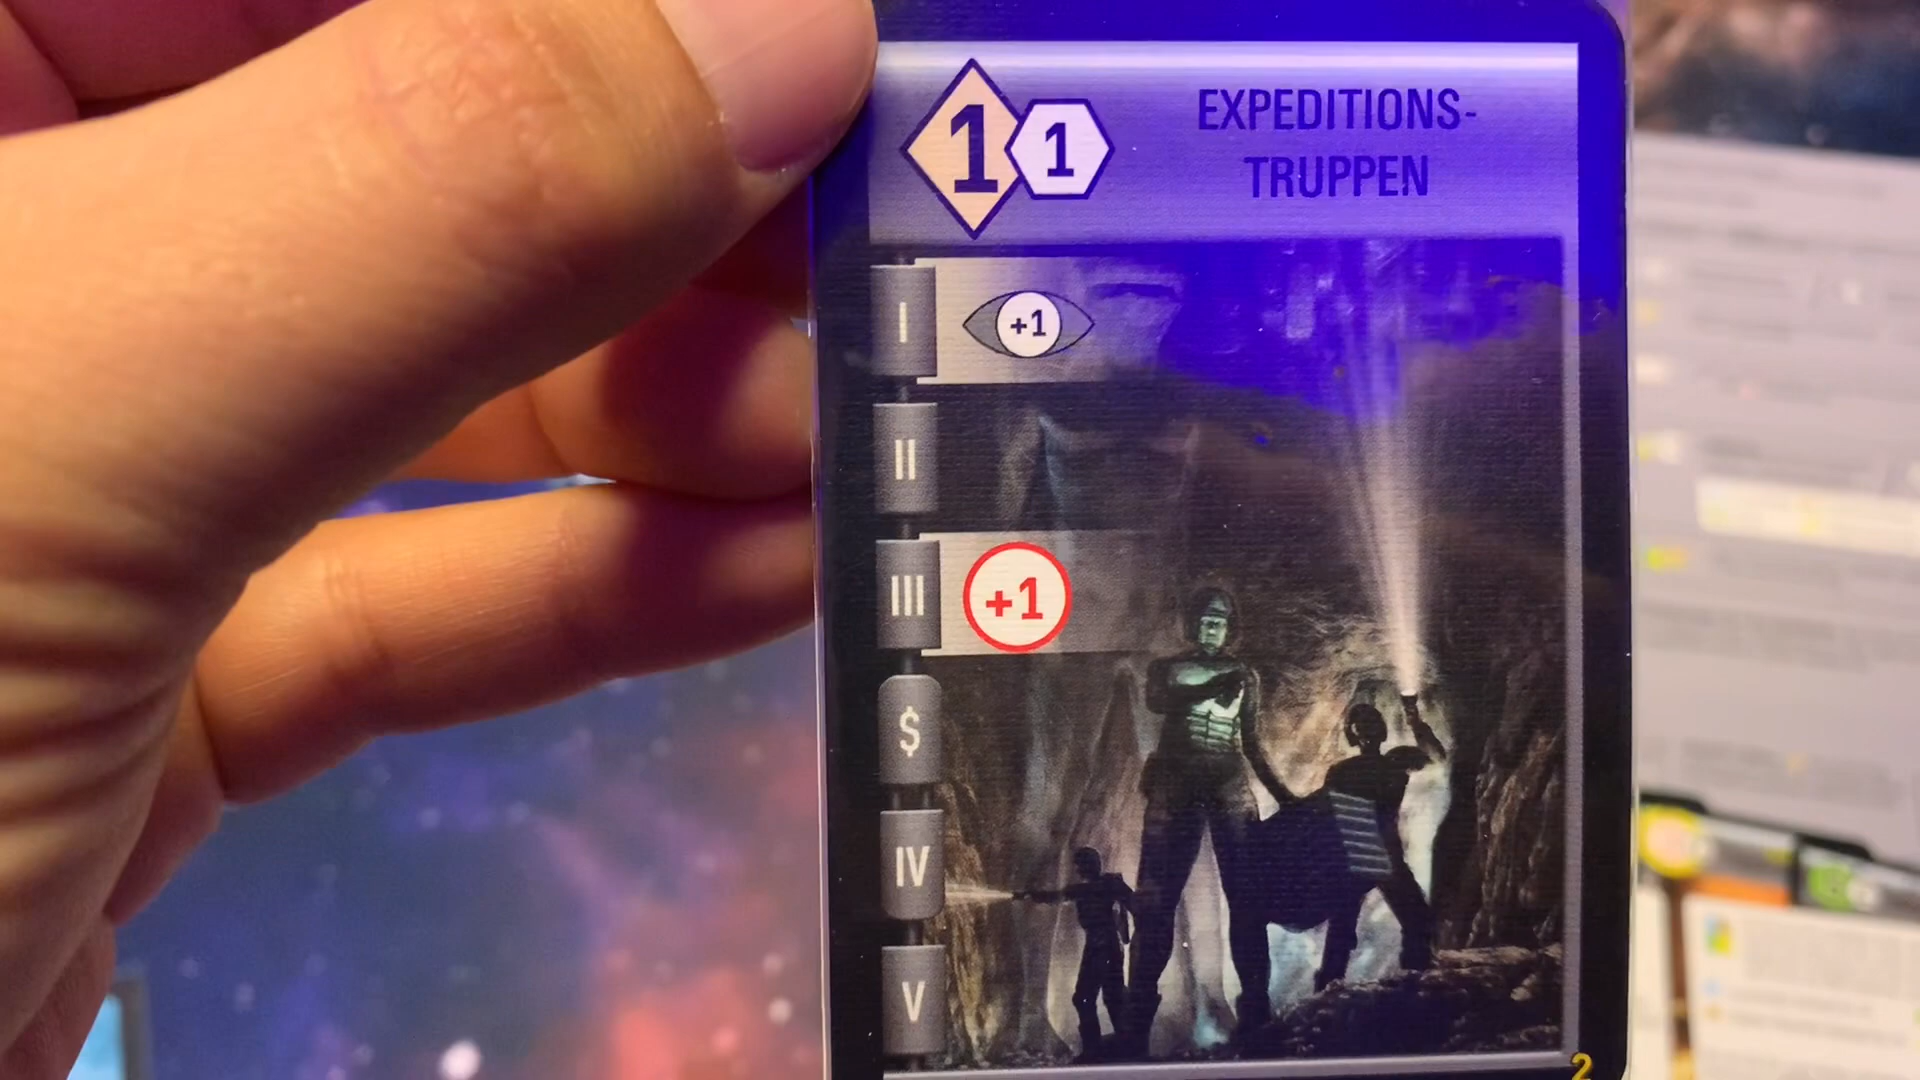 1 1 EXPEDITIONS-
TRUPPEN
I +1
II
III +1
$
IV
V
2